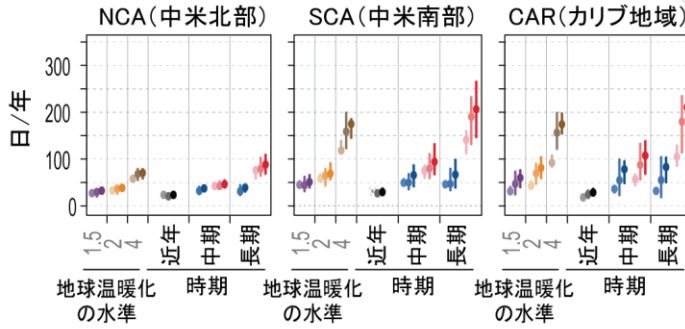 NCA（中米北部） SCA（中米南部） CAR（カリブ地域）
日/年
300
200
100
0
1.5 2 4 近年 中期 長期 1.5 2 4 近年 中期 長期 1.5 2 4 近年 中期 長期
地球温暖化の水準 時期 地球温暖化の水準 時期 地球温暖化の水準 時期